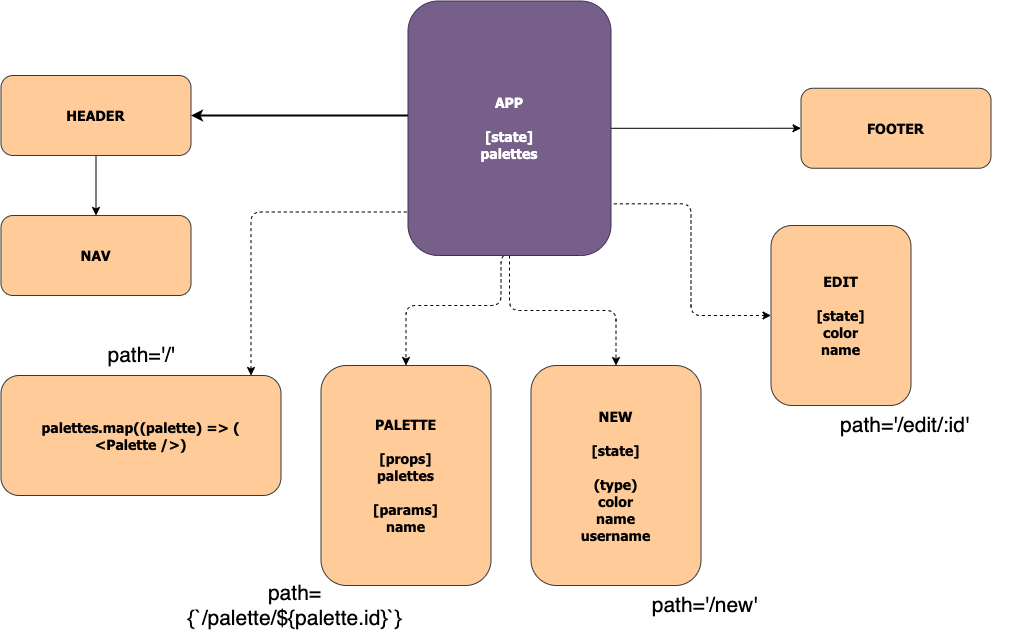 APP
[state]
palettes
HEADER
FOOTER
NAV
EDIT
[state]
color
name
path='/'
palettes.map((palette) => (
<Palette />)
PALETTE
[props]
palettes
[params]
name
NEW
[state]
(type)
color
name
username
path='/edit/:id'
path=
{`/palette/${palette.id}`}
path='/new'